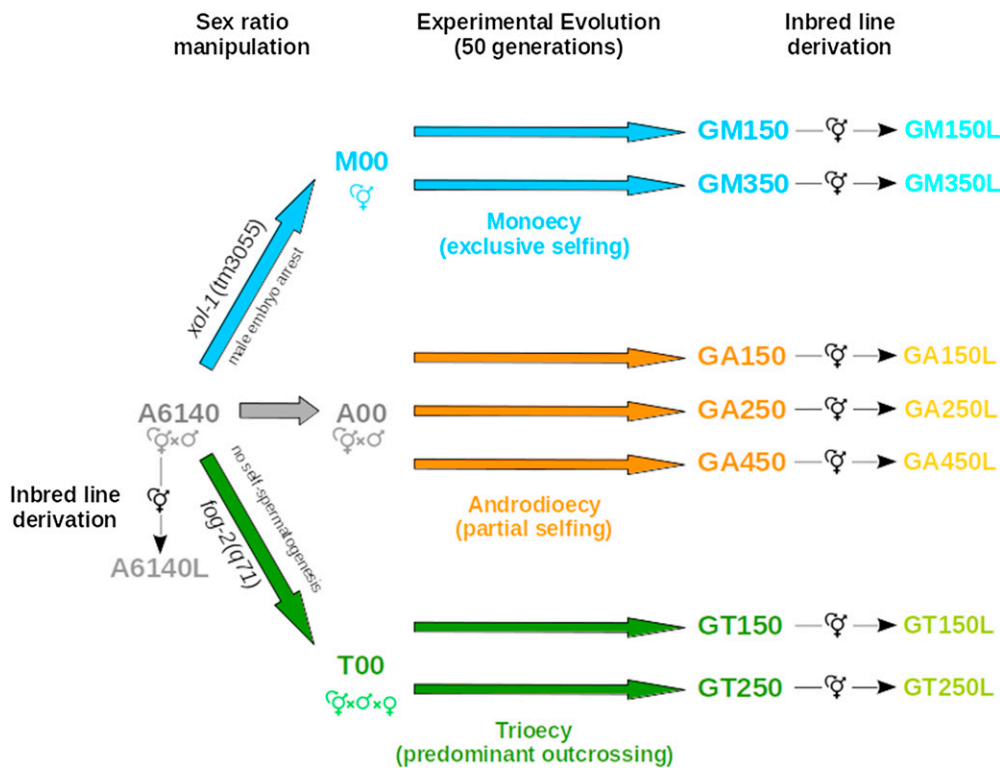 Sex ratio
manipulation
Experimental Evolution
(50 generations)
Inbred line
derivation
M00
xol-1(tm3055)
male embryo arrest
GM150
GM150L
GM350
GM350L
Monoecy
(exclusive selfing)
A6140
A00
GA150
GA150L
GA250
GA250L
GA450
GA450L
Androdioecy
(partial selfing)
Inbred line
derivation
A6140L
no self-spermatogenesis
fog-2(q71)
T00
GT150
GT150L
GT250
GT250L
Trioecy
(predominant outcrossing)